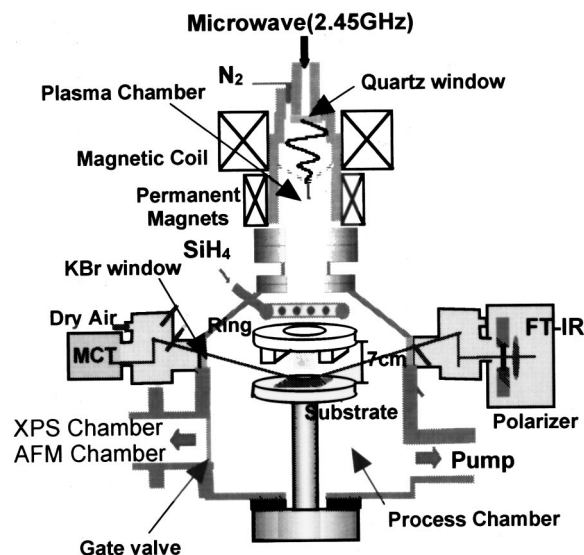 Microwave(2.45GHz)
N2
Quartz window
Plasma Chamber
Magnetic Coil
Permanent
Magnets
SiH4
KBr window
Dry Air
Ring
FT-IR
MCT
7cm
Substrate
Polarizer
XPS Chamber
AFM Chamber
Pump
Process Chamber
Gate valve